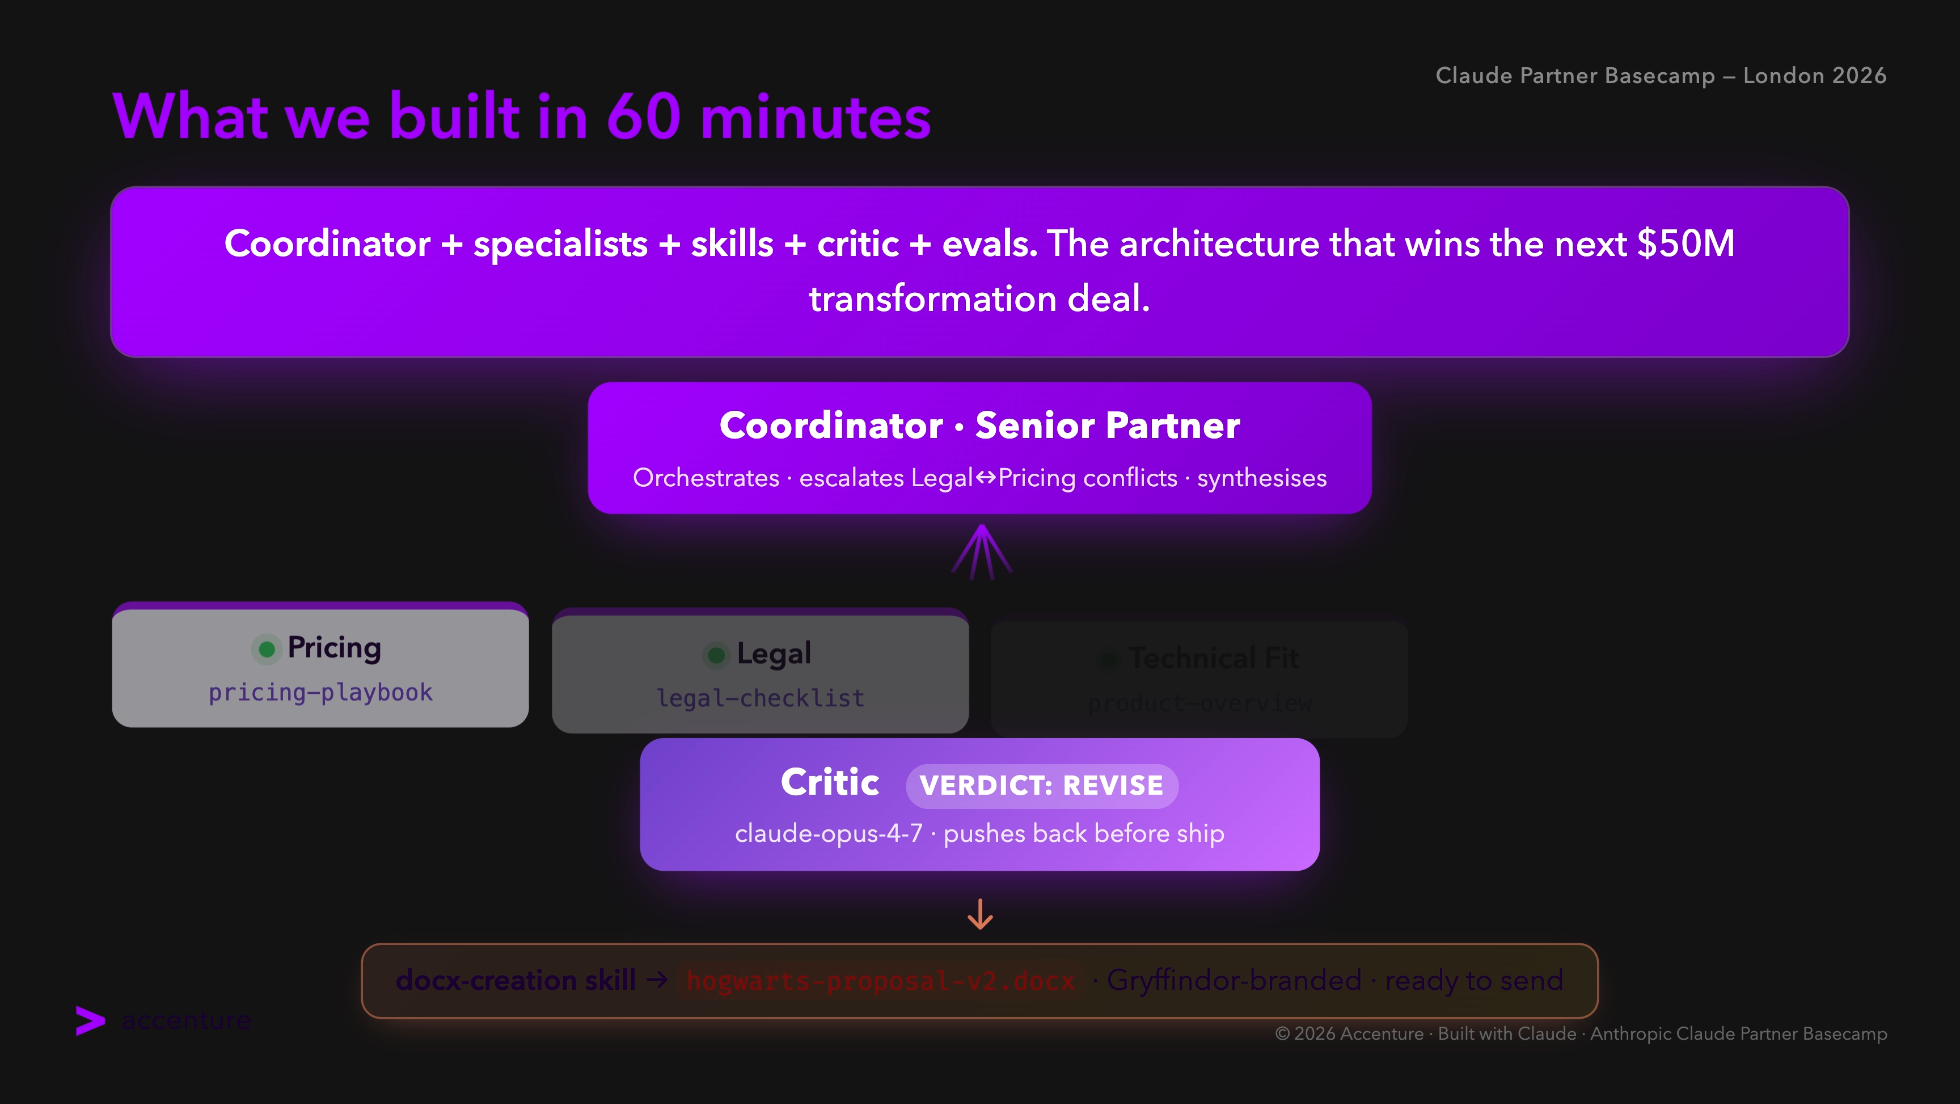 Claude Partner Basecamp – London 2026
What we built in 60 minutes
Coordinator + specialists + skills + critic + evals. The architecture that wins the next $50M
transformation deal.
Coordinator · Senior Partner
Orchestrates · escalates Legal↔Pricing conflicts · synthesises
Pricing
pricing-playbook
Legal
legal-checklist
Technical Fit
product-overview
Critic VERDICT: REVISE
claude-opus-4-7 · pushes back before ship
↓
docx-creation skill → hogwarts-proposal-v2.docx · Gryffindor-branded · ready to send
> accenture
© 2026 Accenture · Built with Claude · Anthropic Claude Partner Basecamp